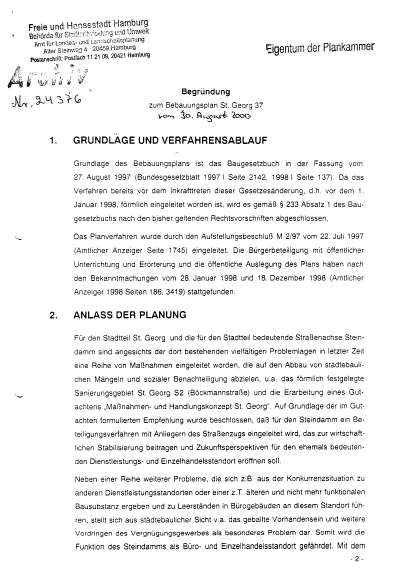 Freie und Hansestadt Hamburg
Behörde für Stadtentwicklung und Umwelt
Amt für Landes- und Landschaftsplanung
Alter Steinweg 4 · 20459 Hamburg
Postanschrift: Postfach 11 21 09, 20421 Hamburg
Eigentum der Plankammer
Archiv
Nr. 24376
Begründung
zum Bebauungsplan St. Georg 37
vom 30. August 2000
1. GRUNDLAGE UND VERFAHRENSABLAUF
Grundlage des Bebauungsplans ist das Baugesetzbuch in der Fassung vom
27. August 1997 (Bundesgesetzblatt 1997 I Seite 2142, 1998 I Seite 137). Da das
Verfahren bereits vor dem Inkrafttreten dieser Gesetzesänderung, d.h. vor dem 1.
Januar 1998, förmlich eingeleitet worden ist, wird es gemäß § 233 Absatz 1 des Bau-
gesetzbuchs nach den bisher geltenden Rechtsvorschriften abgeschlossen.
Das Planverfahren wurde durch den Aufstellungsbeschluß M 2/97 vom 22. Juli 1997
(Amtlicher Anzeiger Seite 1745) eingeleitet. Die Bürgerbeteiligung mit öffentlicher
Unterrichtung und Erörterung und die öffentliche Auslegung des Plans haben nach
den Bekanntmachungen vom 28. Januar 1998 und 18. Dezember 1998 (Amtlicher
Anzeiger 1998 Seiten 186, 3419) stattgefunden.
2. ANLASS DER PLANUNG
Für den Stadtteil St. Georg und die für den Stadtteil bedeutende Straßenachse Stein-
damm sind angesichts der dort bestehenden vielfältigen Problemlagen in letzter Zeit
eine Reihe von Maßnahmen eingeleitet worden, die auf den Abbau von städtebauli-
chen Mängeln und sozialer Benachteiligung abzielen, u.a. das förmlich festgelegte
Sanierungsgebiet St. Georg S2 (Böckmannstraße) und die Erarbeitung eines Gut-
achtens „Maßnahmen- und Handlungskonzept St. Georg". Auf Grundlage der im Gut-
achten formulierten Empfehlung wurde beschlossen, daß für den Steindamm ein Be-
teiligungsverfahren mit Anliegern des Straßenzugs eingeleitet wird, das zur wirtschaft-
lichen Stabilisierung beitragen und Zukunftsperspektiven für den ehemals bedeuten-
den Dienstleistungs- und Einzelhandelsstandort eröffnen soll.
Neben einer Reihe weiterer Probleme, die sich z.B. aus der Konkurrenzsituation zu
anderen Dienstleistungsstandorten oder einer z.T. älteren und nicht mehr funktionalen
Bausubstanz ergeben und zu Leerständen in Bürogebäuden an diesem Standort füh-
ren, stellt sich aus städtebaulicher Sicht v.a. das geballte Vorhandensein und weitere
Vordringen des Vergnügungsgewerbes als besonderes Problem dar. Somit wird die
Funktion des Steindamms als Büro- und Einzelhandelsstandort gefährdet. Mit dem
- 2 -